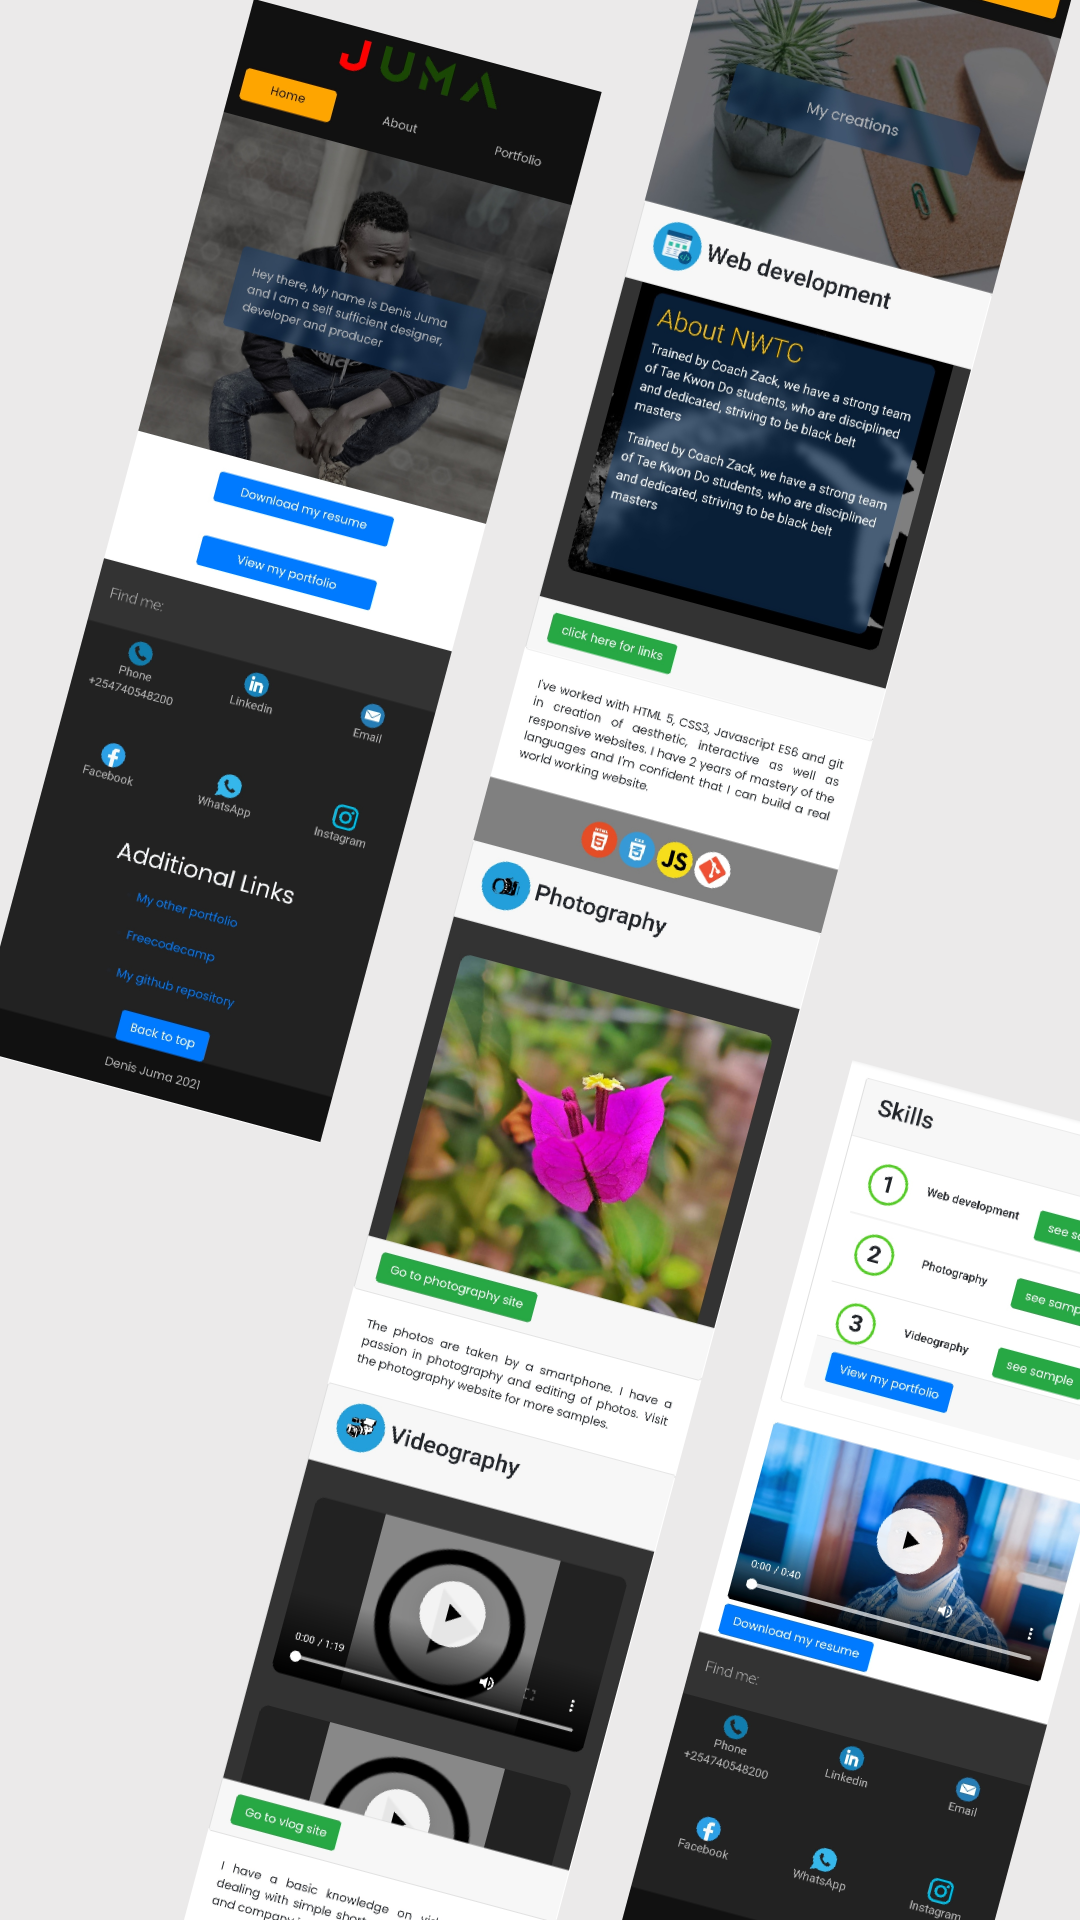 JUMA
Home
About
Portfolio
Hey there, My name is Denis Juma
and I am a self sufficient designer,
developer and producer
Download my resume
View my portfolio
Find me:
Phone
+254740548200
Linkedin
Email
Facebook
WhatsApp
Instagram
Additional Links
My other portfolio
Freecodecamp
My github repository
Back to top
Denis Juma 2021
My creations
Web development
About NWTC
Trained by Coach Zack, we have a strong team
of Tae Kwon Do students, who are disciplined
and dedicated, striving to be black belt
masters
Trained by Coach Zack, we have a strong team
of Tae Kwon Do students, who are disciplined
and dedicated, striving to be black belt
masters
click here for links
I've worked with HTML 5, CSS3, Javascript ES6 and git
in creation of aesthetic, interactive as well as
responsive websites. I have 2 years of mastery of the
languages and I'm confident that I can build a real
world working website.
HTML
5
CSS
3
JS
Photography
Go to photography site
The photos are taken by a smartphone. I have a
passion in photography and editing of photos. Visit
the photography website for more samples.
Videography
0:00 / 1:19
Go to vlog site
I have a basic knowledge on
dealing with simple short
and company
Skills
1
Web development
see
2
Photography
see
3
Videography
see sample
View my portfolio
0:00 / 0:40
Download my resume
Find me:
Phone
+254740548200
Linkedin
Email
Facebook
WhatsApp
Instagram